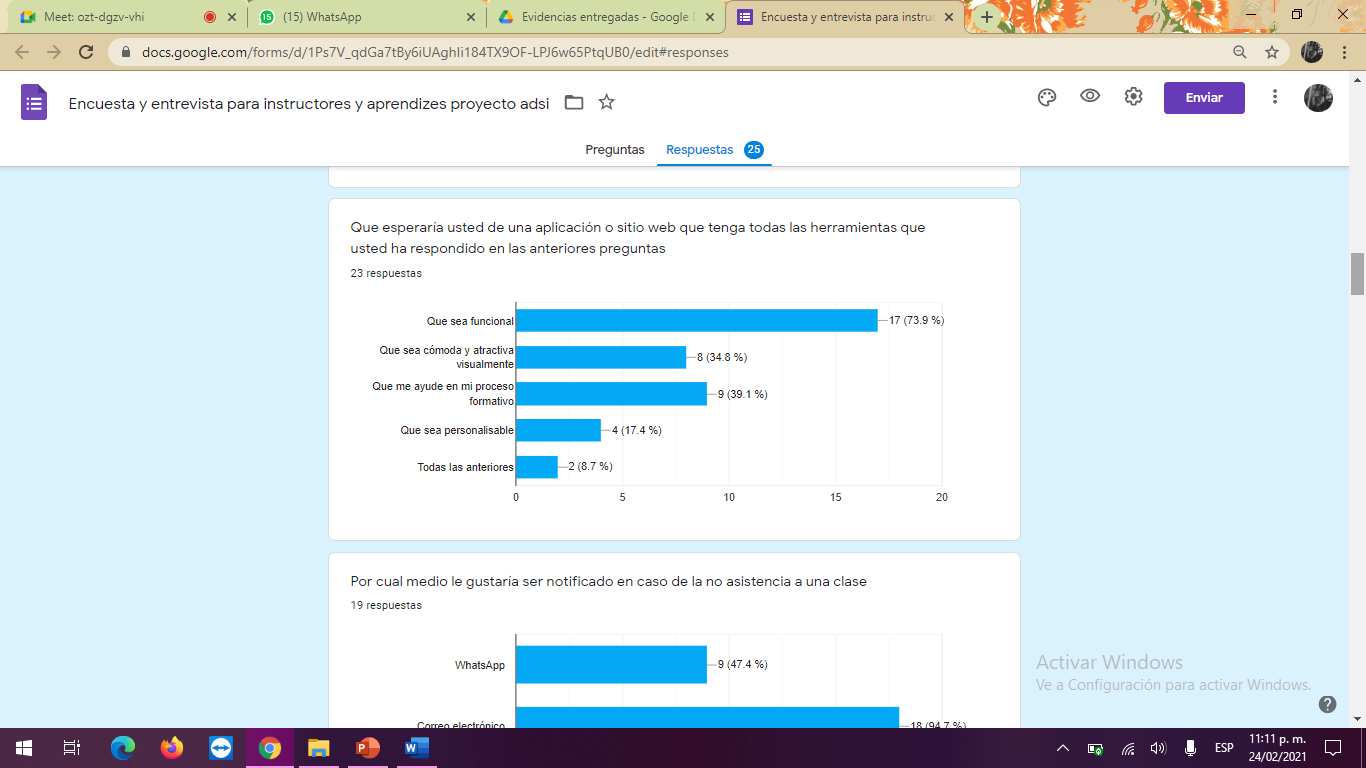 Meet: ozt-dgzv-vhi
(15) WhatsApp
Evidencias entregadas - Google D
Encuesta y entrevista para instruc
docs.google.com/forms/d/1Ps7V_qdGa7tBy6iUAghIi184TX9OF-LPJ6w65PtqUB0/edit#responses
Encuesta y entrevista para instructores y aprendizes proyecto adsi
Enviar
Preguntas
Respuestas 25
Que esperaría usted de una aplicación o sitio web que tenga todas las herramientas que
usted ha respondido en las anteriores preguntas
23 respuestas
Que sea funcional
17 (73.9 %)
Que sea cómoda y atractiva
visualmente
8 (34.8 %)
Que me ayude en mi proceso
formativo
9 (39.1 %)
Que sea personalisable
4 (17.4 %)
Todas las anteriores
2 (8.7 %)
0 5 10 15 20
Por cual medio le gustaría ser notificado en caso de la no asistencia a una clase
19 respuestas
WhatsApp
9 (47.4 %)
Correo electrónico
18 (94.7 %)
Activar Windows
Ve a Configuración para activar Windows.
ESP
11:11 p. m.
24/02/2021